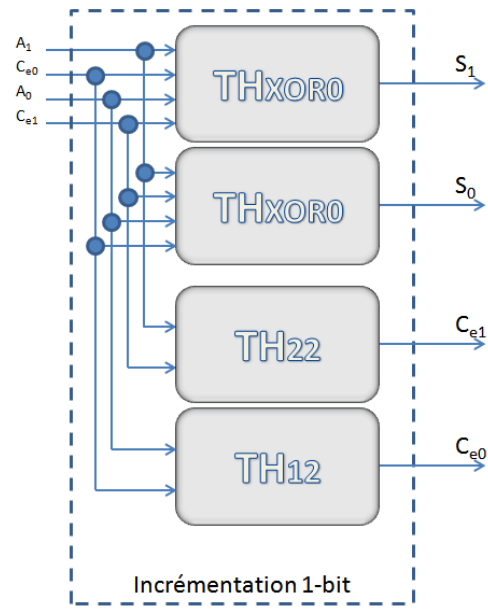 A1
Ce0
A0
Ce1
THXOR0
S1
THXOR0
S0
TH22
Ce1
TH12
Ce0
Incrémentation 1-bit